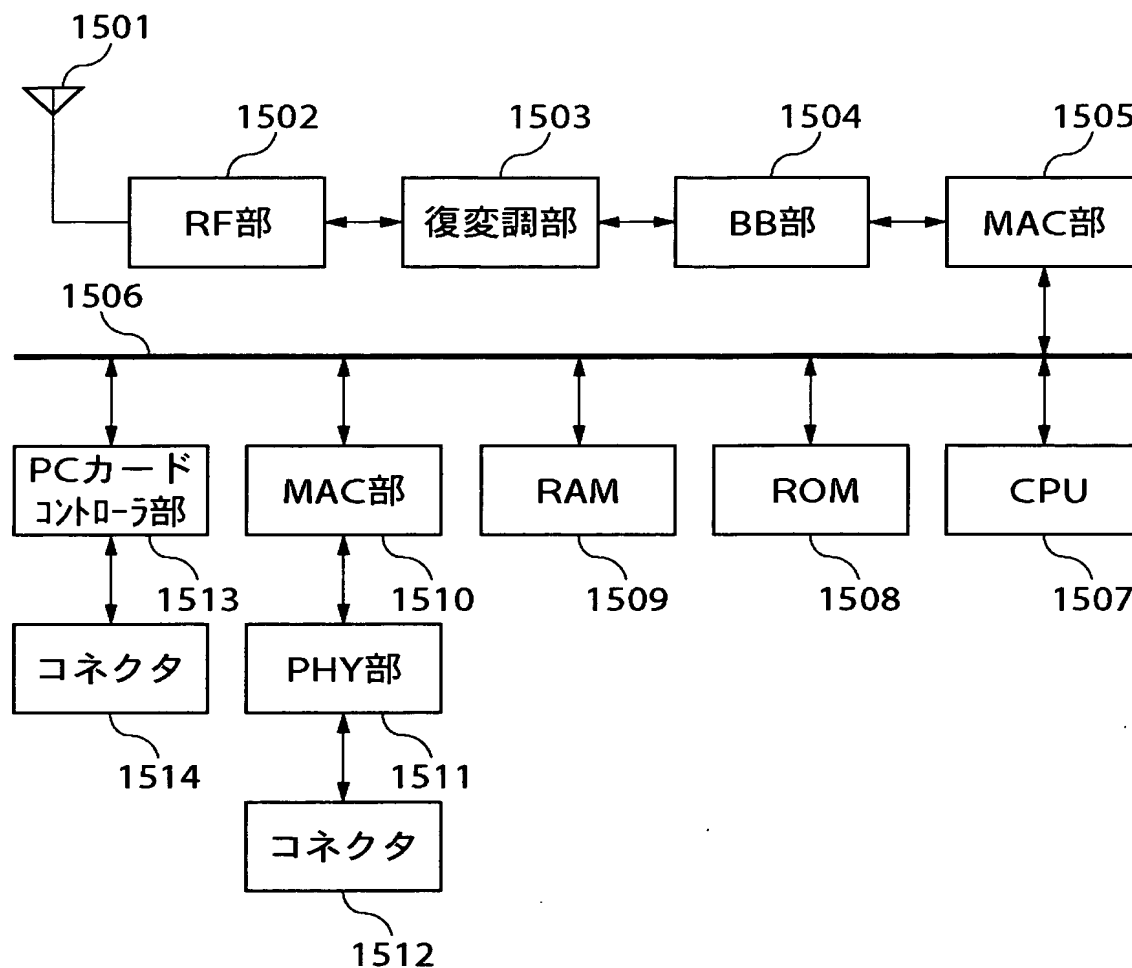 1501
1502
1503
1504
1505
RF部
復変調部
BB部
MAC部
1506
PCカード
コントローラ部
MAC部
RAM
ROM
CPU
1513
1510
1509
1508
1507
コネクタ
PHY部
1514
1511
コネクタ
1512